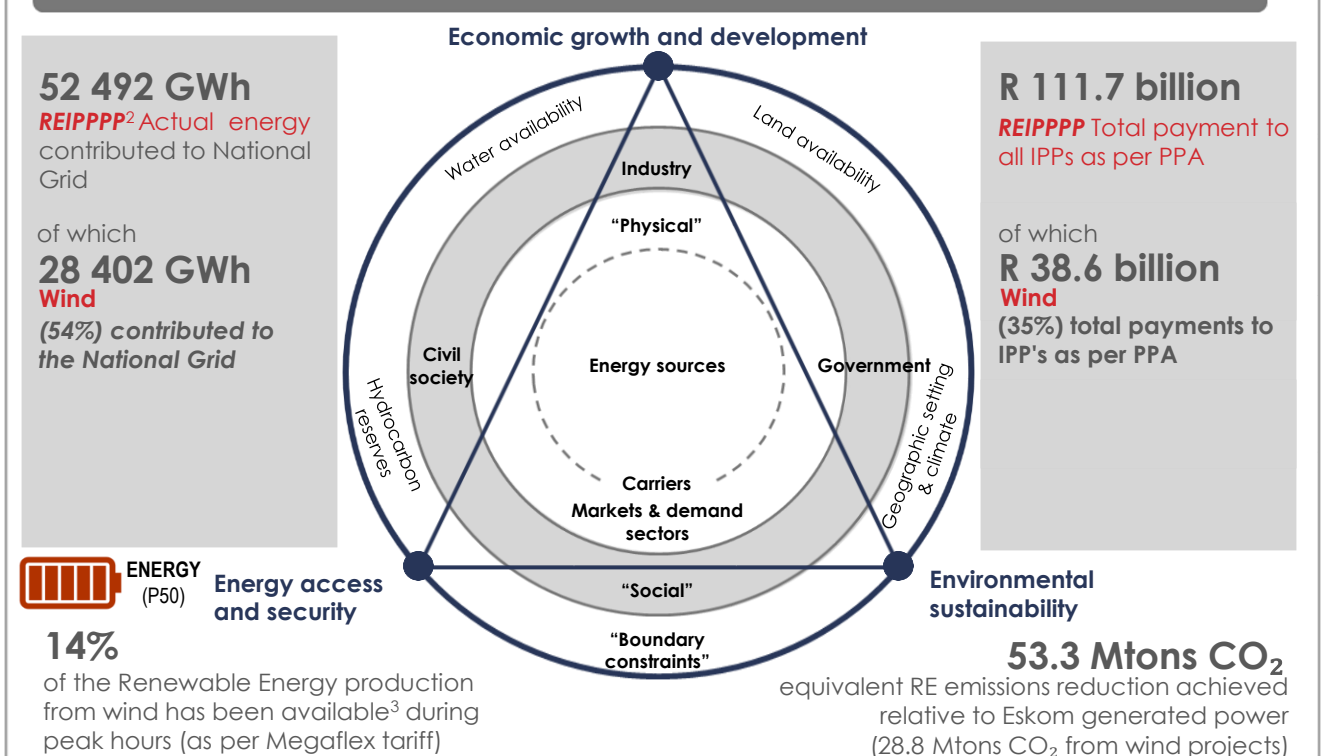 Economic growth and development
52 492 GWh
REIPPPP² Actual energy
contributed to National
Grid
of which
28 402 GWh
Wind
(54%) contributed to
the National Grid
R 111.7 billion
REIPPPP Total payment to
all IPPs as per PPA
of which
R 38.6 billion
Wind
(35%) total payments to
IPP's as per PPA
Water availability
Land availability
Industry
“Physical”
Civil
society
Energy sources
Government
Hydrocarbon
reserves
Geographic setting
& climate
Carriers
Markets & demand
sectors
“Social”
“Boundary
constraints”
ENERGY
(P50)
Energy access
and security
14%
of the Renewable Energy production
from wind has been available³ during
peak hours (as per Megaflex tariff)
Environmental
sustainability
53.3 Mtons CO₂
equivalent RE emissions reduction achieved
relative to Eskom generated power
(28.8 Mtons CO₂ from wind projects)